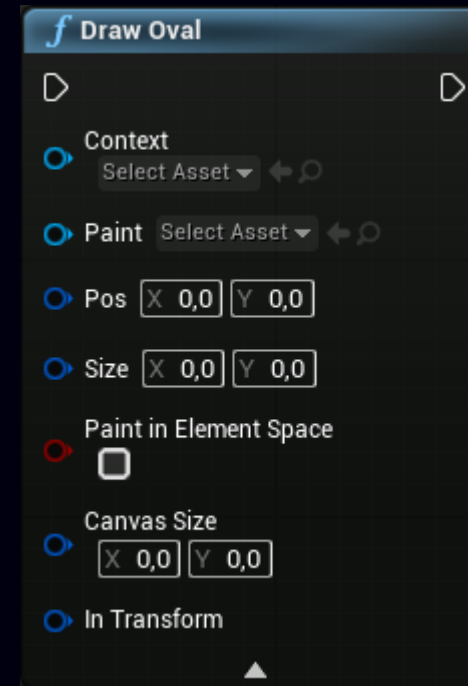 f Draw Oval
Context
Select Asset
Paint Select Asset
Pos X 0,0 Y 0,0
Size X 0,0 Y 0,0
Paint in Element Space
Canvas Size
X 0,0 Y 0,0
In Transform